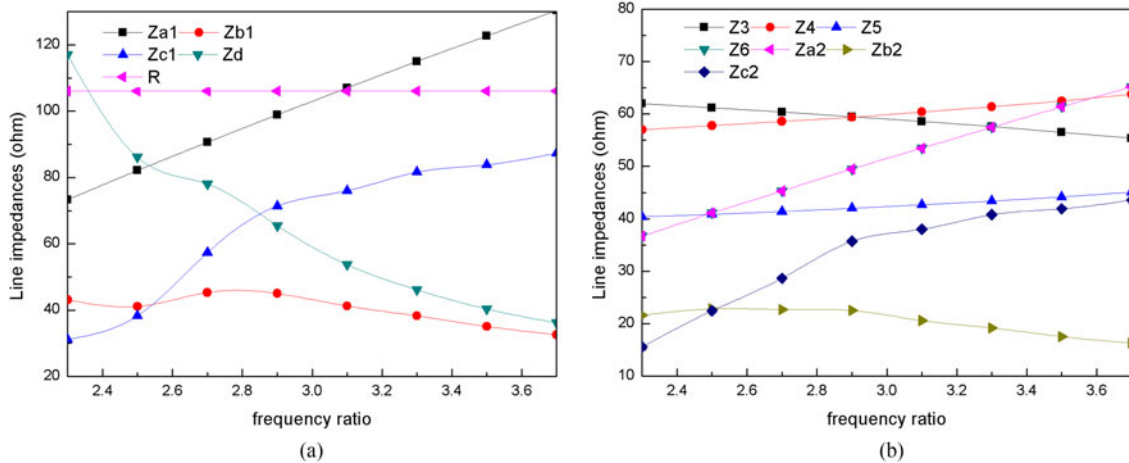 Line impedances (ohm)
120
100
80
60
40
20
Za1 Zb1
Zc1 Zd
R
2.4 2.6 2.8 3.0 3.2 3.4 3.6
frequency ratio
(a)
Line impedances (ohm)
80
70
60
50
40
30
20
10
Z3 Z4 Z5
Z6 Za2 Zb2
Zc2
2.4 2.6 2.8 3.0 3.2 3.4 3.6
frequency ratio
(b)